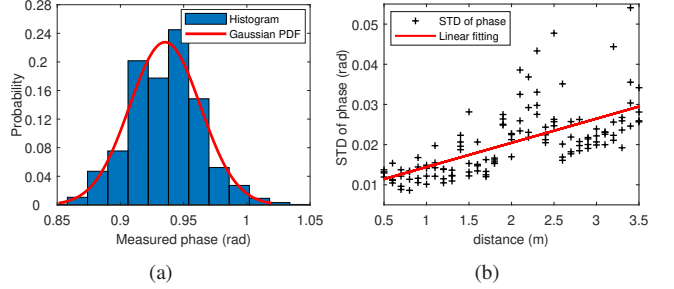 0.28
0.24
0.2
0.16
0.12
0.08
0.04
0
Probability
Histogram
Gaussian PDF
0.85
0.9
0.95
1
1.05
Measured phase (rad)
(a)
0.05
0.04
0.03
0.02
0.01
STD of phase (rad)
STD of phase
Linear fitting
0.5
1
1.5
2
2.5
3
3.5
distance (m)
(b)